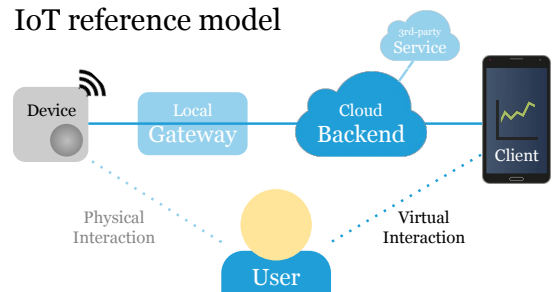 IoT reference model
3rd-party
Service
Device
Local
Gateway
Cloud
Backend
Client
Physical
Interaction
Virtual
Interaction
User